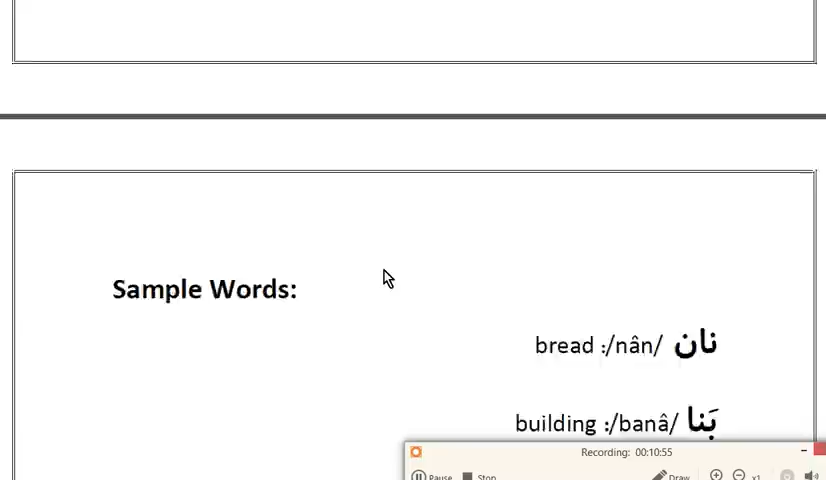 Sample Words:
bread :/nân/ نان
building :/banâ/ بَنا
Recording: 00:10:55
Pause Stop Draw x1